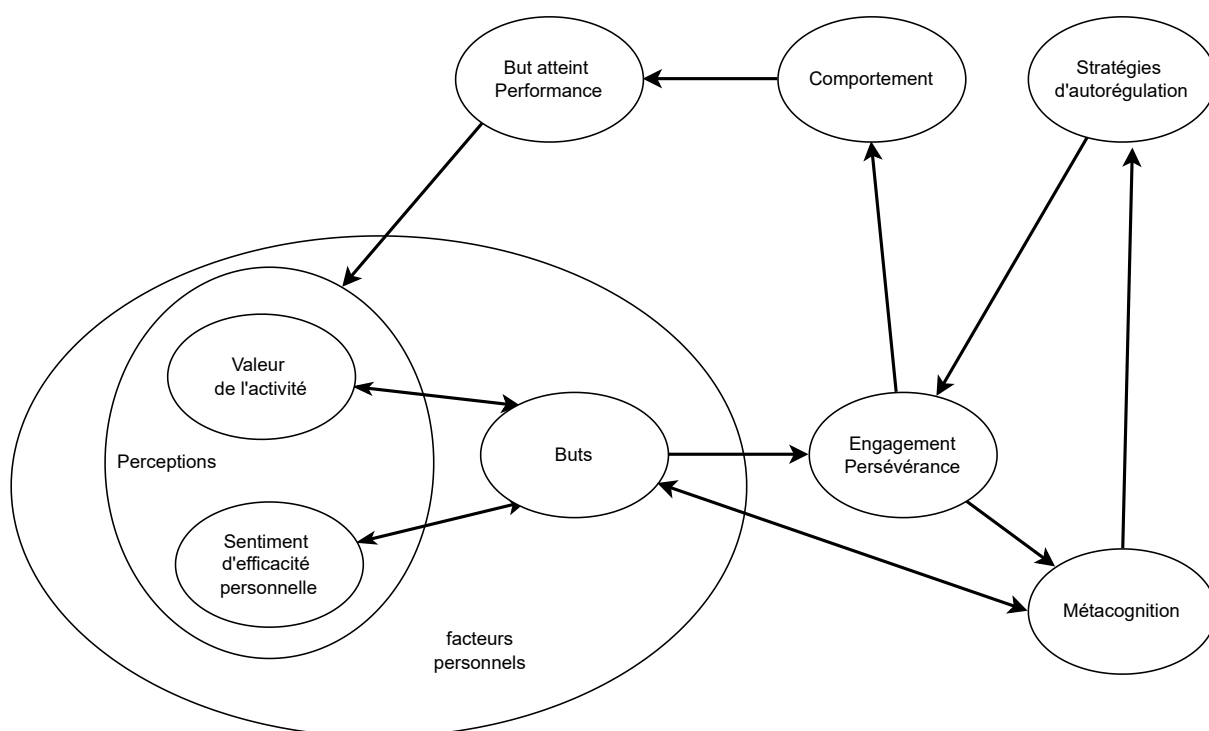 But atteint
Performance
Comportement
Stratégies
d'autorégulation
Valeur
de l'activité
Perceptions
Buts
Engagement
Persévérance
Sentiment
d'efficacité
personnelle
Métacognition
facteurs
personnels